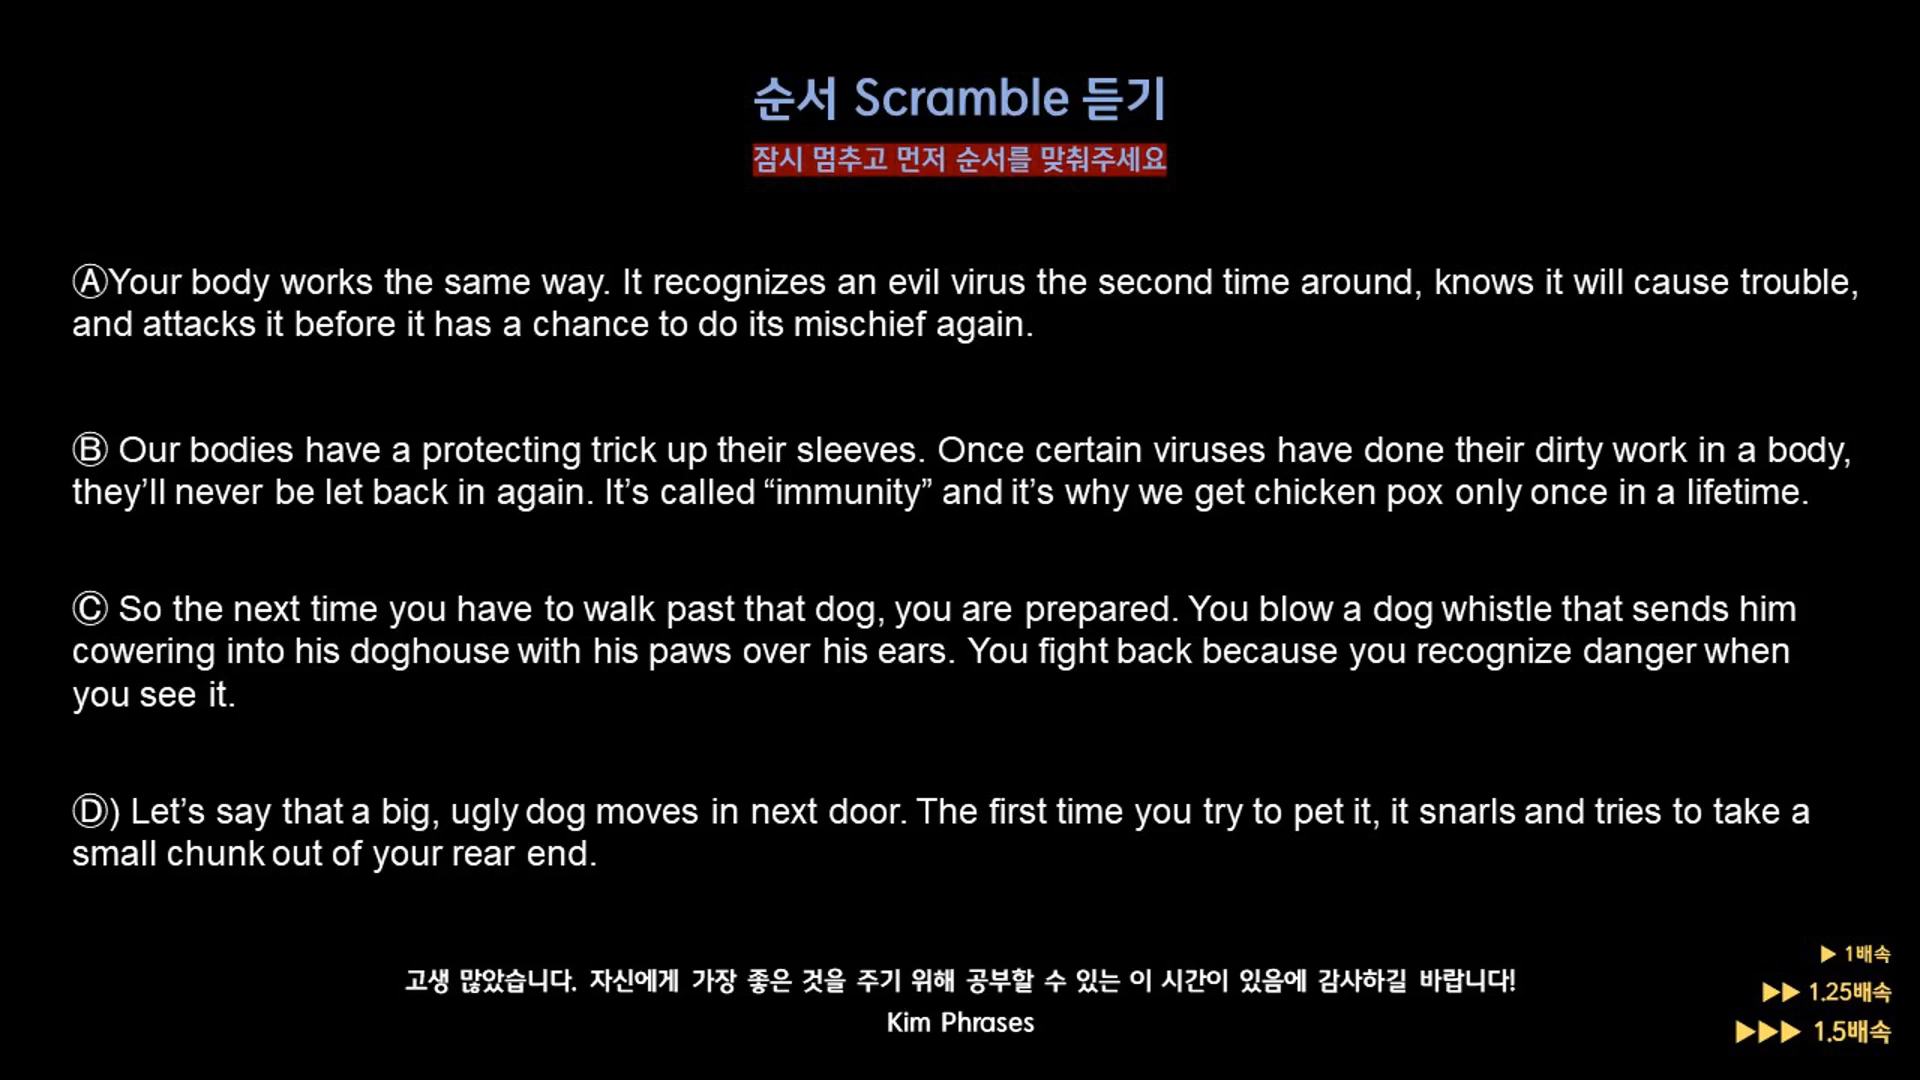 순서 Scramble 듣기
잠시 멈추고 먼저 순서를 맞춰주세요
ⒶYour body works the same way. It recognizes an evil virus the second time around, knows it will cause trouble,
and attacks it before it has a chance to do its mischief again.
Ⓑ Our bodies have a protecting trick up their sleeves. Once certain viruses have done their dirty work in a body,
they’ll never be let back in again. It’s called “immunity” and it’s why we get chicken pox only once in a lifetime.
Ⓒ So the next time you have to walk past that dog, you are prepared. You blow a dog whistle that sends him
cowering into his doghouse with his paws over his ears. You fight back because you recognize danger when
you see it.
Ⓓ) Let’s say that a big, ugly dog moves in next door. The first time you try to pet it, it snarls and tries to take a
small chunk out of your rear end.
고생 많았습니다. 자신에게 가장 좋은 것을 주기 위해 공부할 수 있는 이 시간이 있음에 감사하길 바랍니다!
Kim Phrases
▶ 1배속
▶▶ 1.25배속
▶▶▶ 1.5배속